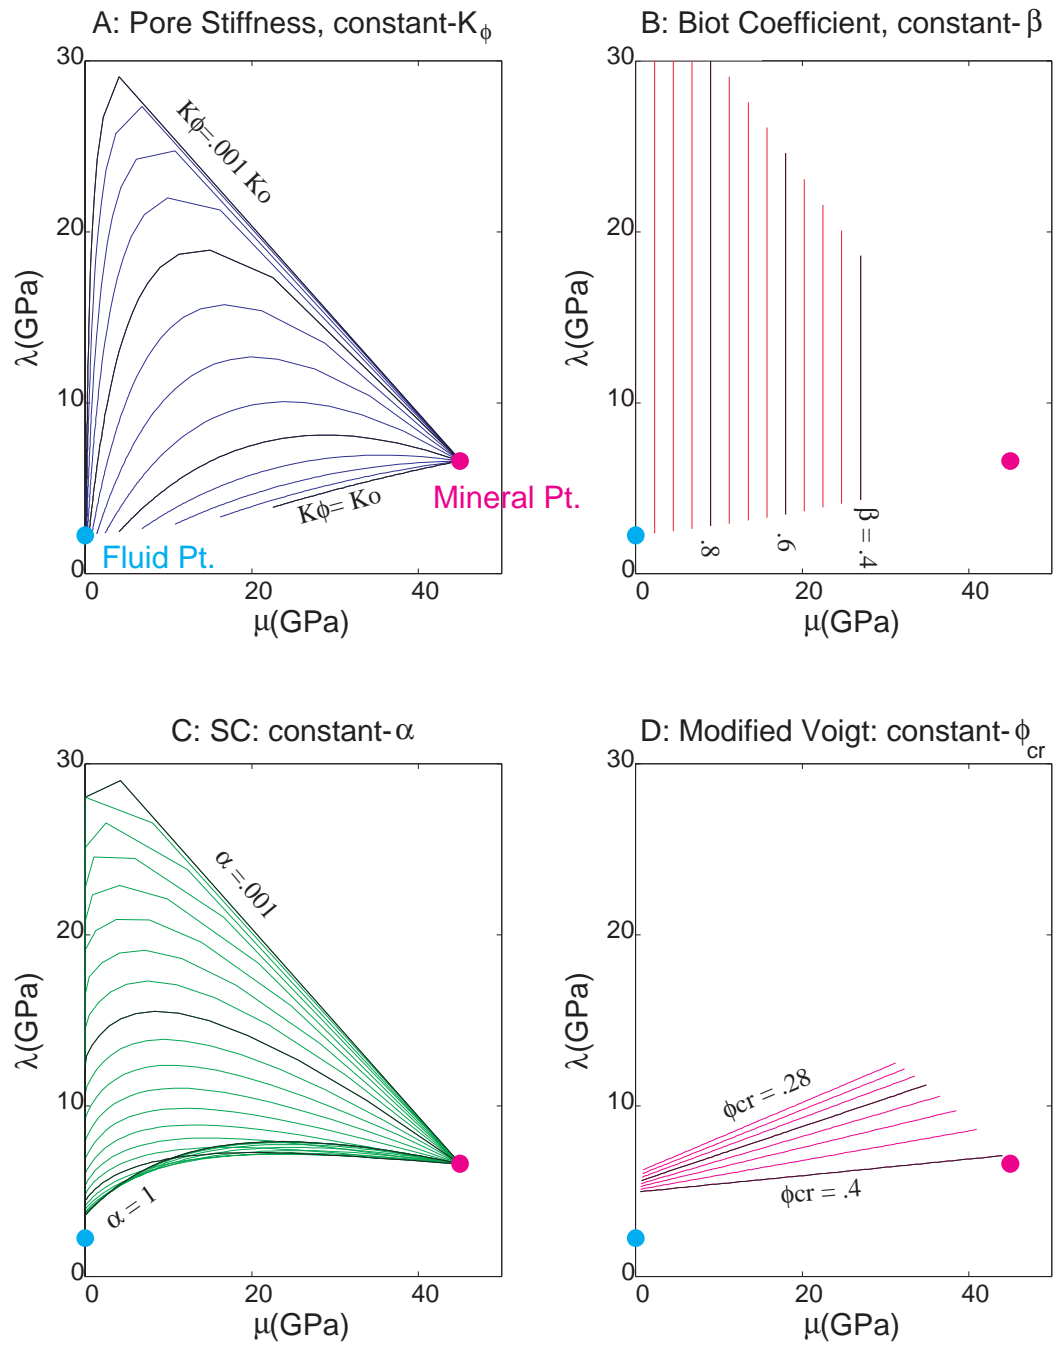 A: Pore Stiffness, constant-Kϕ
30
20
10
0
λ(GPa)
Kϕ=.001 Ko
Kϕ= Ko
Mineral Pt.
Fluid Pt.
0 20 40
μ(GPa)
B: Biot Coefficient, constant- β
30
20
10
0
λ(GPa)
.8
.6
β = .4
0 20 40
μ(GPa)
C: SC: constant-α
30
20
10
0
λ(GPa)
α =.001
α = 1
0 20 40
μ(GPa)
D: Modified Voigt: constant-ϕcr
30
20
10
0
λ(GPa)
ϕcr = .28
ϕcr = .4
0 20 40
μ(GPa)